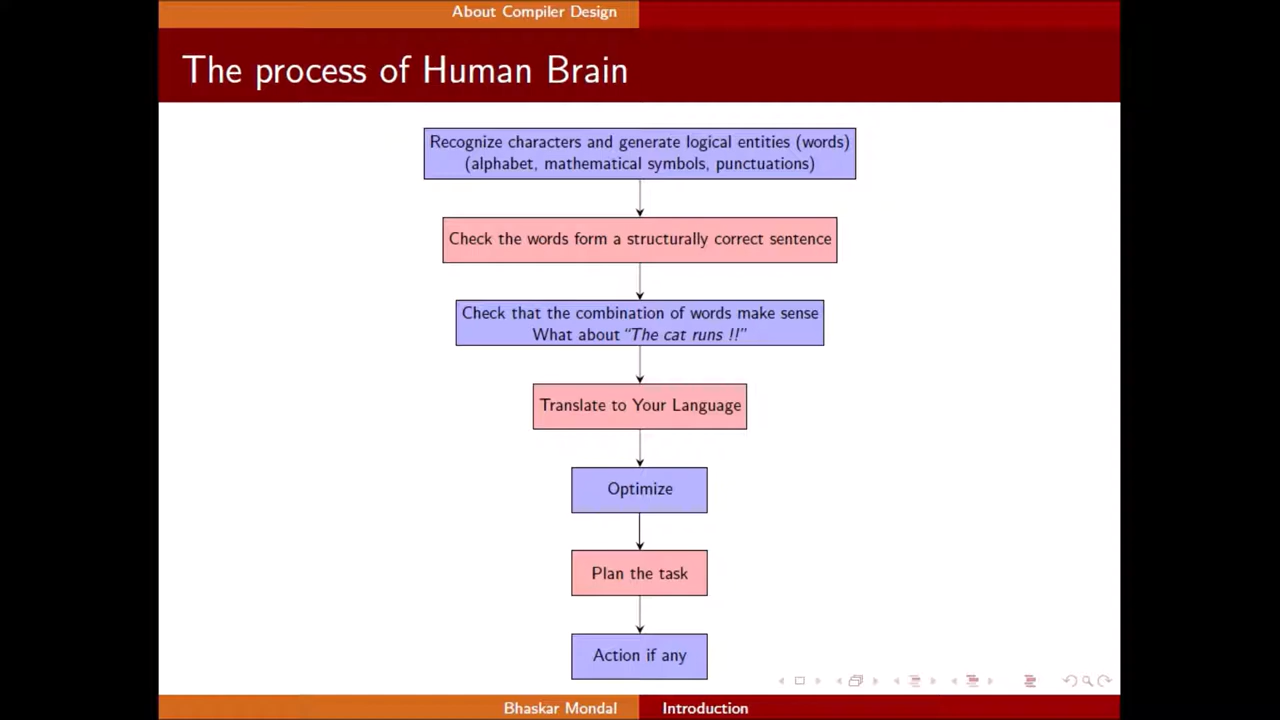 About Compiler Design
The process of Human Brain
Recognize characters and generate logical entities (words)
(alphabet, mathematical symbols, punctuations)
Check the words form a structurally correct sentence
Check that the combination of words make sense
What about “The cat runs !!”
Translate to Your Language
Optimize
Plan the task
Action if any
Bhaskar Mondal
Introduction